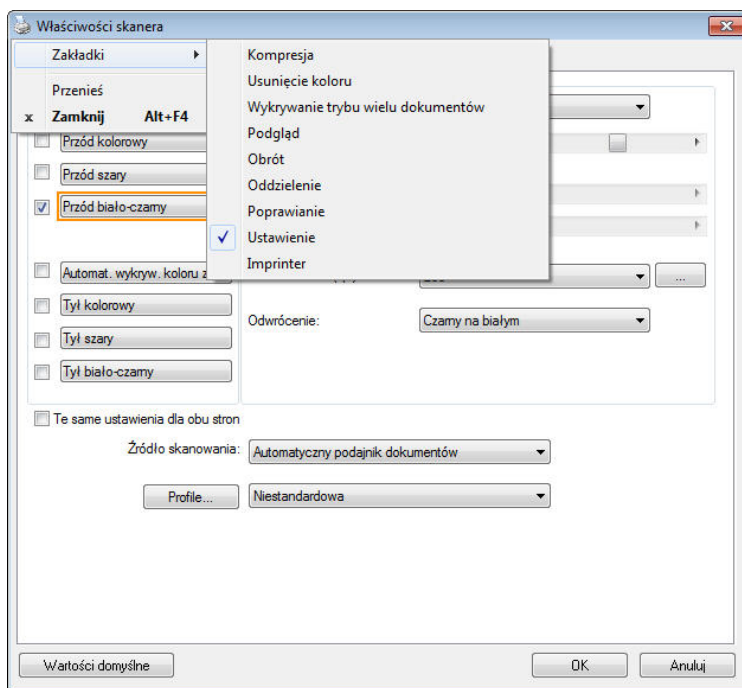 Właściwości skanera
Zakładki
Przenieś
x Zamknij Alt+F4
Kompresja
Usunięcie koloru
Wykrywanie trybu wielu dokumentów
Podgląd
Obrót
Oddzielenie
Poprawianie
Ustawienie
Imprinter
Przód kolorowy
Przód szary
Przód biało-czarny
Automat. wykryw. koloru z
Tył kolorowy
Tył szary
Tył biało-czarny
...
Odwrócenie: Czarny na białym
Te same ustawienia dla obu stron
Źródło skanowania: Automatyczny podajnik dokumentów
Profile... Niestandardowa
Wartości domyślne OK Anuluj